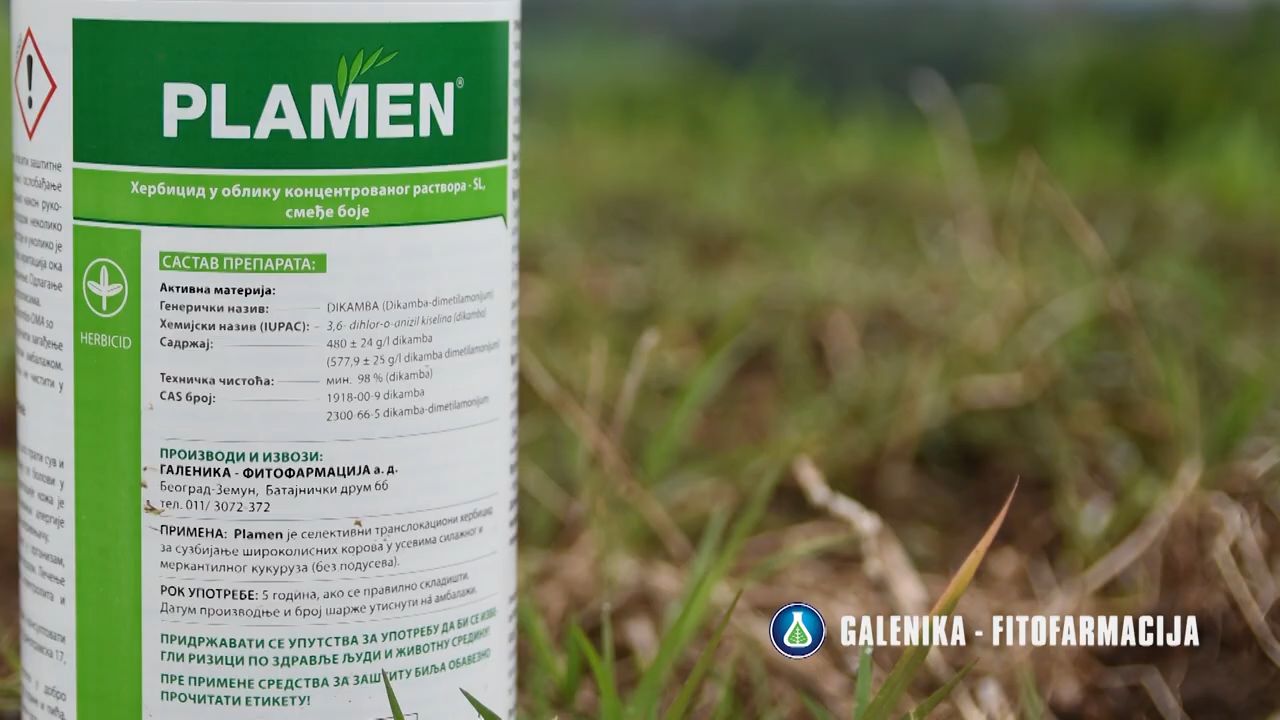 PLAMEN®
Хербицид у облику концентрованог раствора - SL,
смеђе боје
HERBICID
САСТАВ ПРЕПАРАТА:
Активна материја:
Генерички назив: DIKAMBA (Dikamba-dimetilamonijum)
Хемијски назив (IUPAC): - 3,6- dihlor-o-anizil kiselina (dikamba)
Садржај: 480 ± 24 g/l dikamba
(577,9 ± 25 g/l dikamba dimetilamonijum)
Техничка чистоћа: мин. 98 % (dikamba)
CAS број: 1918-00-9 dikamba
2300-66-5 dikamba-dimetilamonijum
ПРОИЗВОДИ И ИЗВОЗИ:
ГАЛЕНИКА - ФИТОФАРМАЦИЈА а. д.
Београд-Земун, Батајнички друм бб
тел. 011/ 3072-372
ПРИМЕНА: Plamen је селективни транслокациони хербицид
за сузбијање широколисних корова у усевима силажног и
меркантилног кукуруза (без подусева).
РОК УПОТРЕБЕ: 5 година, ако се правилно складишти.
Датум производње и број шарже утиснути на амбалажи.
ПРИДРЖАВАТИ СЕ УПУТСТВА ЗА УПОТРЕБУ ДА БИ СЕ ИЗБЕ
ГЛИ РИЗИЦИ ПО ЗДРАВЉЕ ЉУДИ И ЖИВОТНУ СРЕДИНУ!
ПРЕ ПРИМЕНЕ СРЕДСТВА ЗА ЗАШТИТУ БИЉА ОБАВЕЗНО
ПРОЧИТАТИ ЕТИКЕТУ!
GALENIKA - FITOFARMACIJA